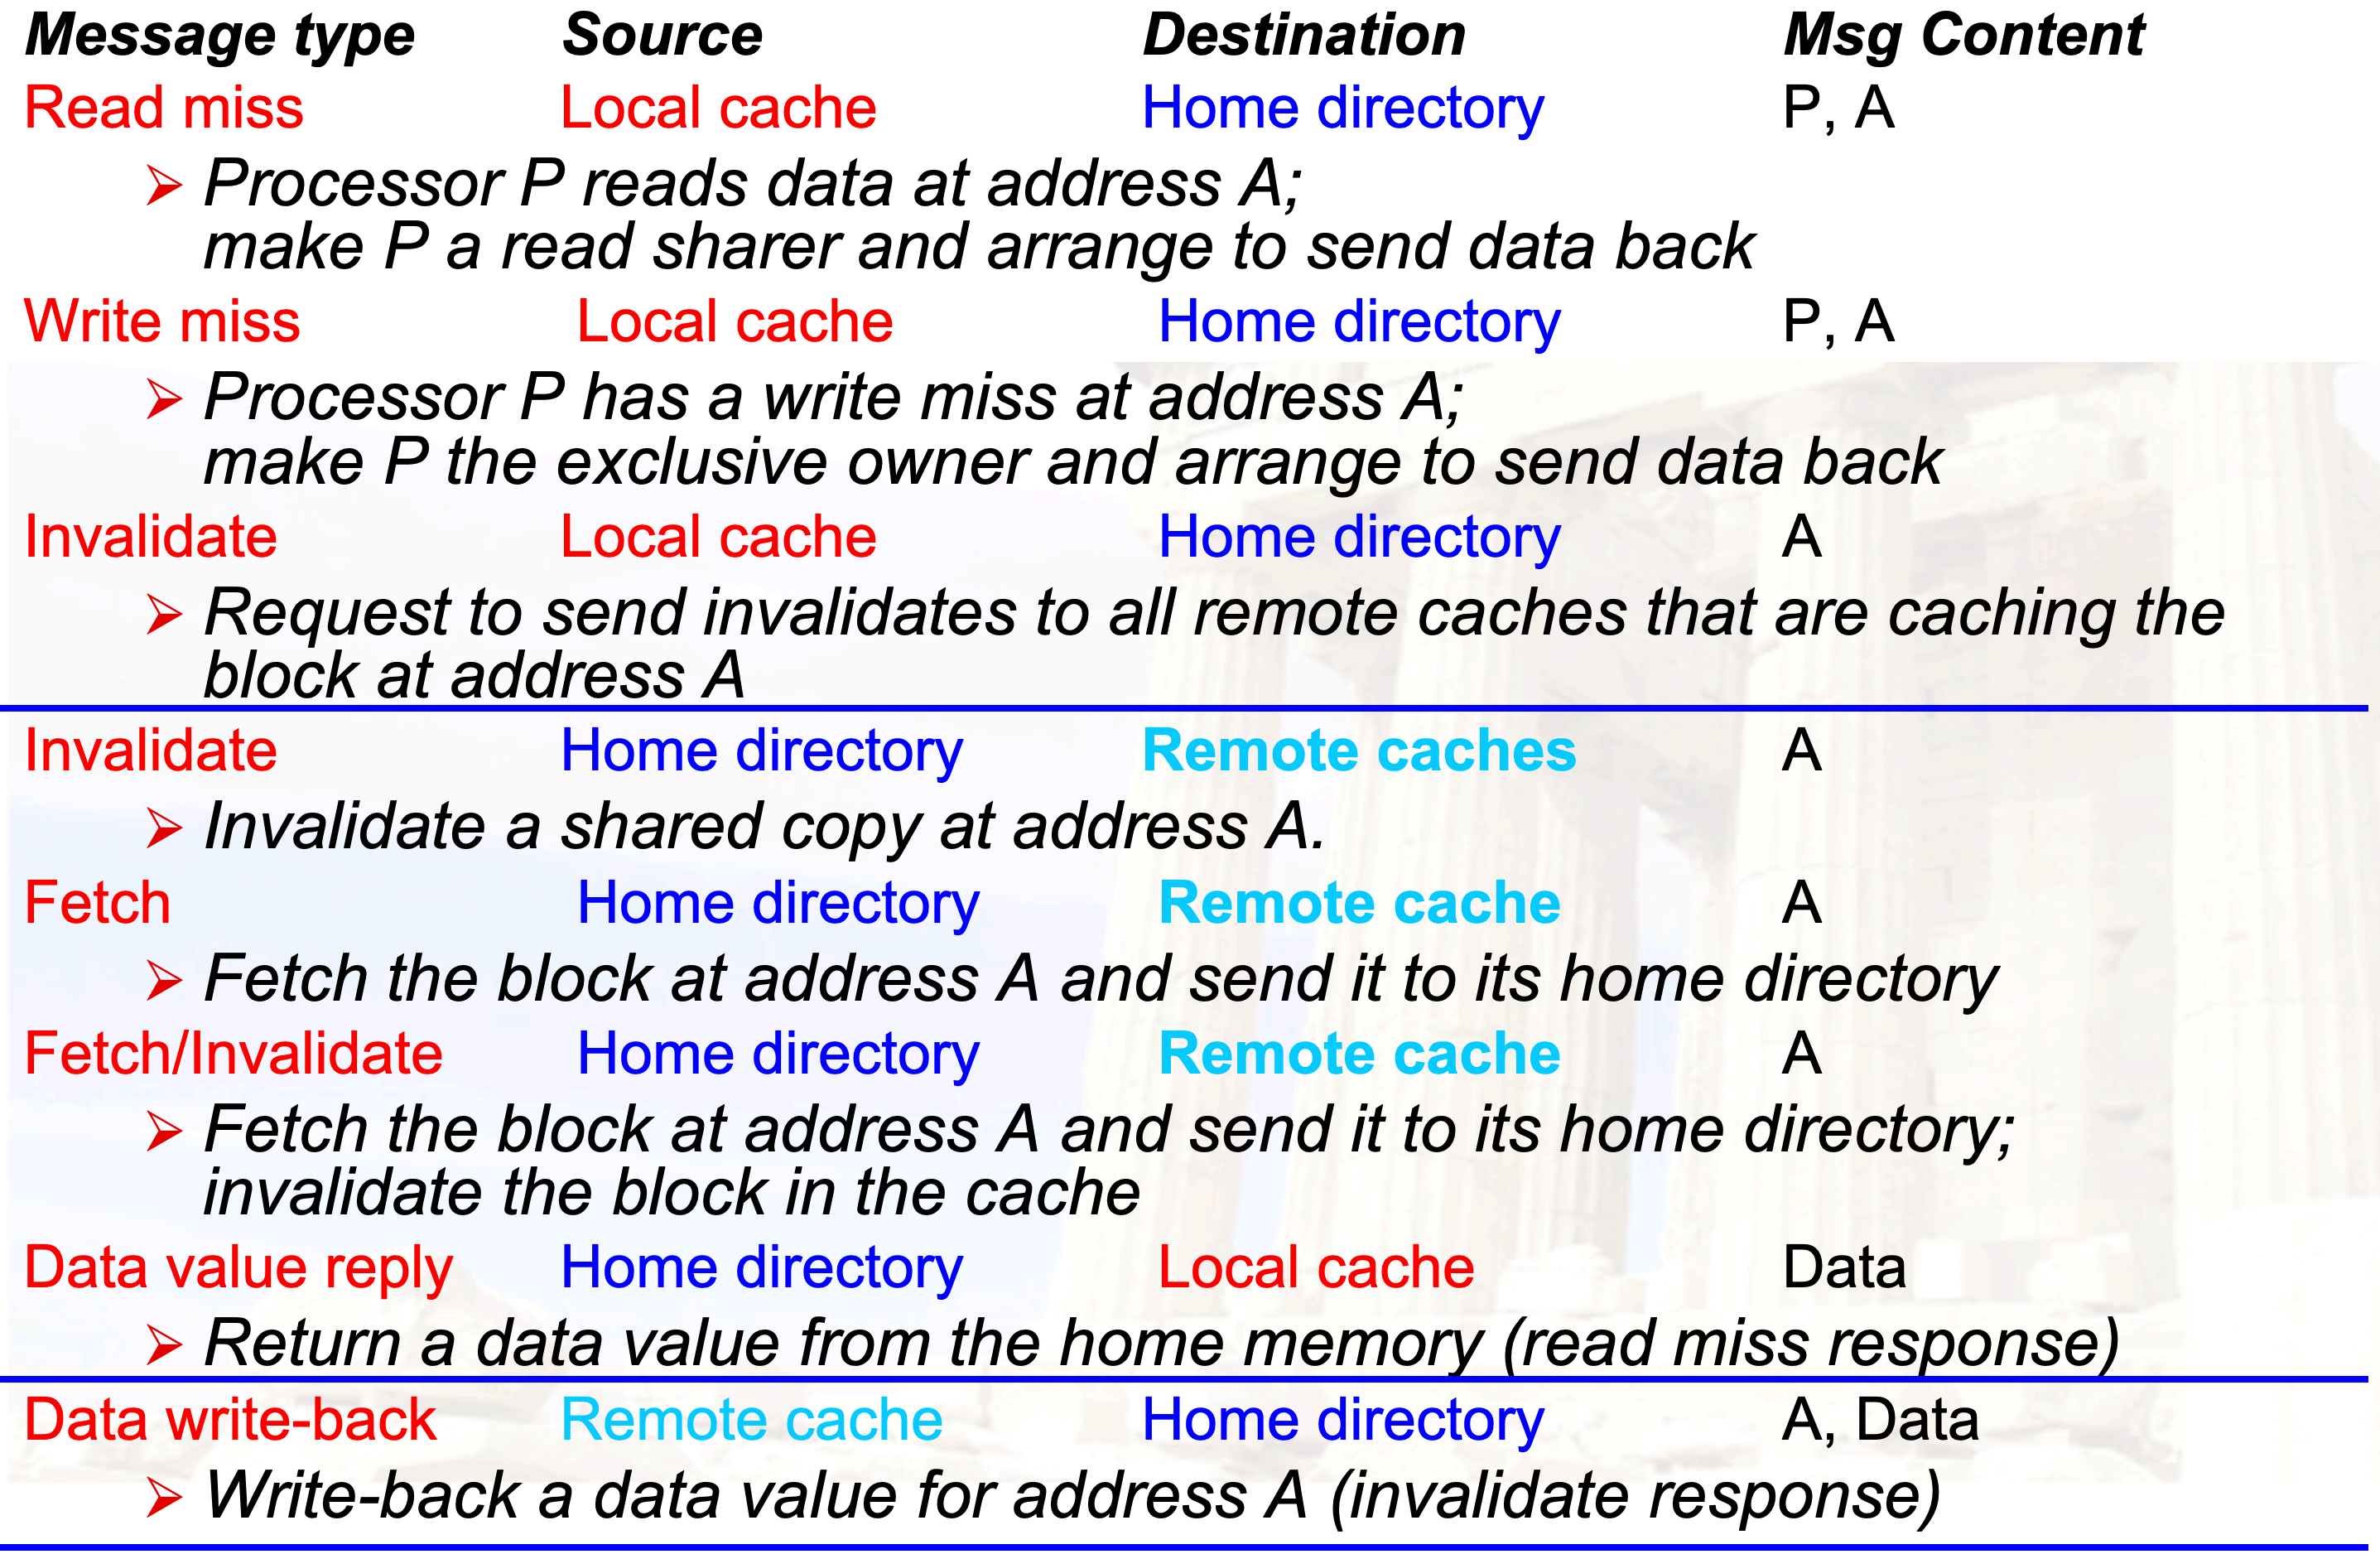 Message type Source Destination Msg Content
Read miss Local cache Home directory P, A
Processor P reads data at address A;
make P a read sharer and arrange to send data back
Write miss Local cache Home directory P, A
Processor P has a write miss at address A;
make P the exclusive owner and arrange to send data back
Invalidate Local cache Home directory A
Request to send invalidates to all remote caches that are caching the
block at address A
Invalidate Home directory Remote caches A
Invalidate a shared copy at address A.
Fetch Home directory Remote cache A
Fetch the block at address A and send it to its home directory
Fetch/Invalidate Home directory Remote cache A
Fetch the block at address A and send it to its home directory;
invalidate the block in the cache
Data value reply Home directory Local cache Data
Return a data value from the home memory (read miss response)
Data write-back Remote cache Home directory A, Data
Write-back a data value for address A (invalidate response)